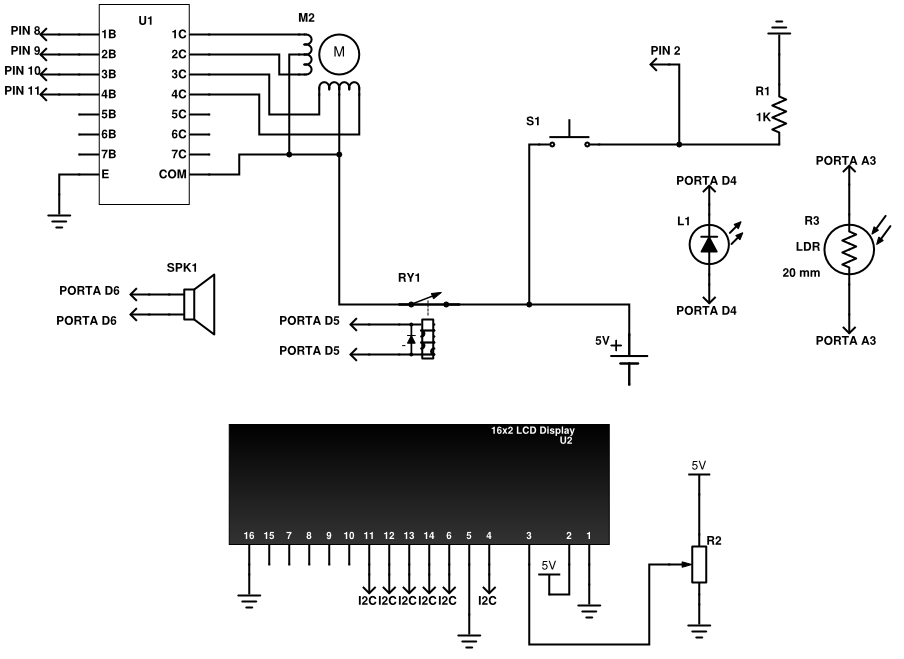 U1
M2
PIN 8
1B
1C
PIN 9
2B
2C
M
PIN 10
3B
3C
PIN 11
4B
4C
5B
5C
6B
6C
7B
7C
E
COM
PIN 2
R1
1K
S1
PORTA D4
L1
PORTA D4
PORTA A3
R3
LDR
20 mm
PORTA A3
SPK1
PORTA D6
PORTA D6
RY1
PORTA D5
PORTA D5
5V
+
16x2 LCD Display
U2
16 15 7 8 9 10 11 12 13 14 6 5 4 3 2 1
I2C I2C I2C I2C I2C I2C
5V
5V
R2